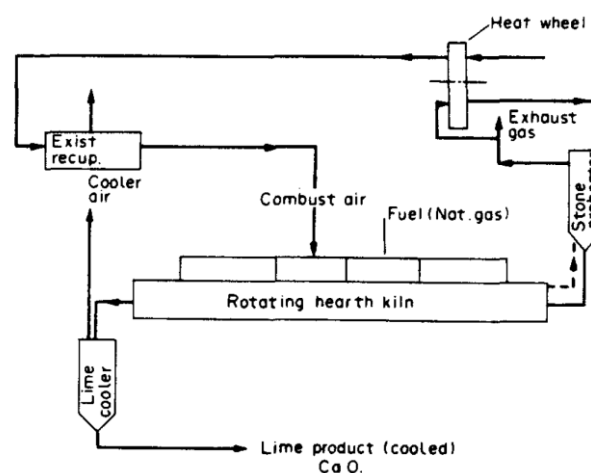 Heat wheel
Exhaust
gas
Exist
recup.
Cooler
air
Combust air
Fuel (Nat. gas)
Stone
preheater
Rotating hearth kiln
Lime
cooler
Lime product (cooled)
CaO.